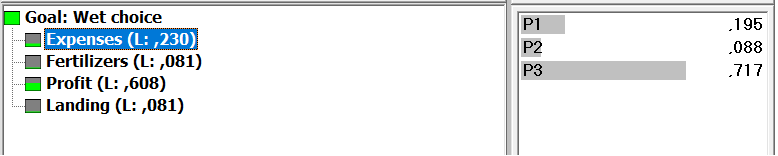 Goal: Wet choice
Expenses (L: ,230)
Fertilizers (L: ,081)
Profit (L: ,608)
Landing (L: ,081)
P1 ,195
P2 ,088
P3 ,717